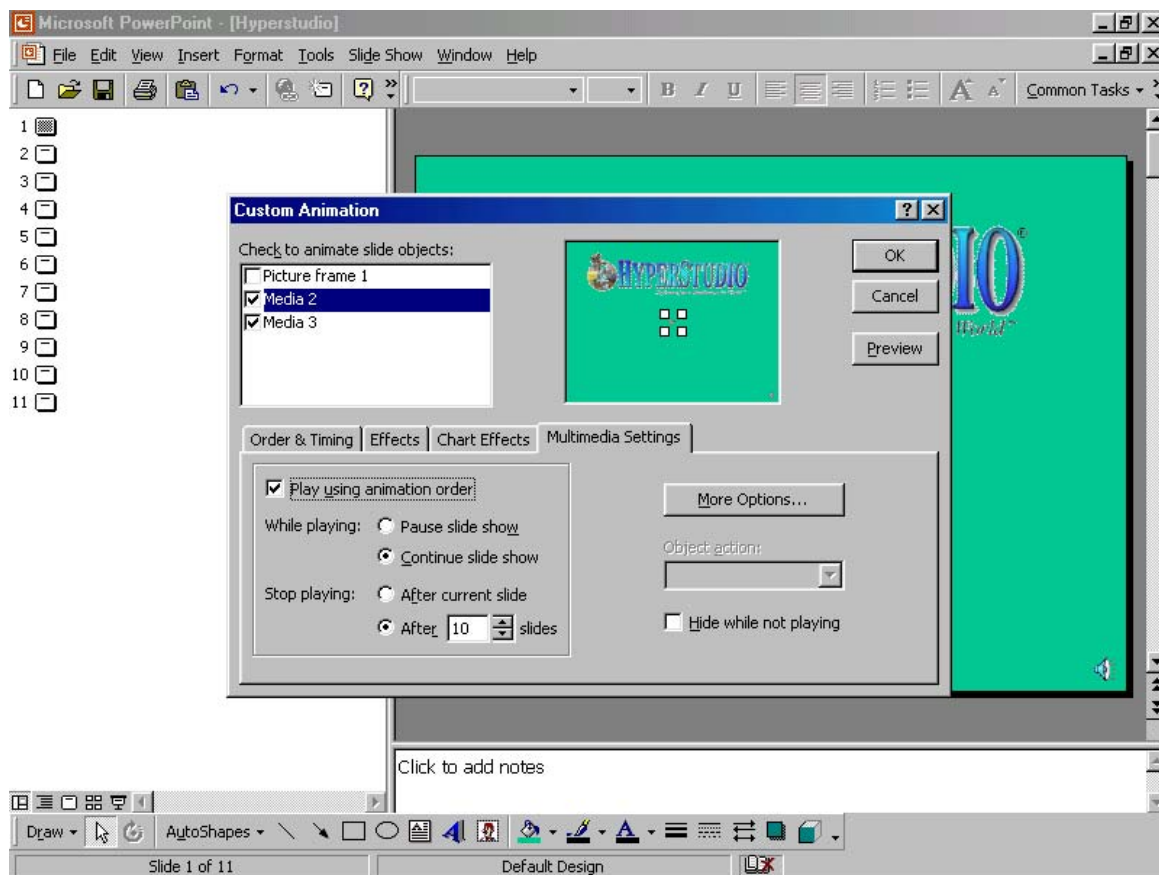 Microsoft PowerPoint - [Hyperstudio]
File Edit View Insert Format Tools Slide Show Window Help
B I U A A Common Tasks
1
2
3
4
5
6
7
8
9
10
11
Custom Animation
Check to animate slide objects:
Picture frame 1
Media 2
Media 3
HYPERSTUDIO
OK
Cancel
Preview
IO®
World™
Order & Timing Effects Chart Effects Multimedia Settings
Play using animation order
More Options...
While playing: Pause slide show
Continue slide show
Object action:
Stop playing: After current slide
After 10 slides
Hide while not playing
Click to add notes
Draw AutoShapes A A
Slide 1 of 11 Default Design